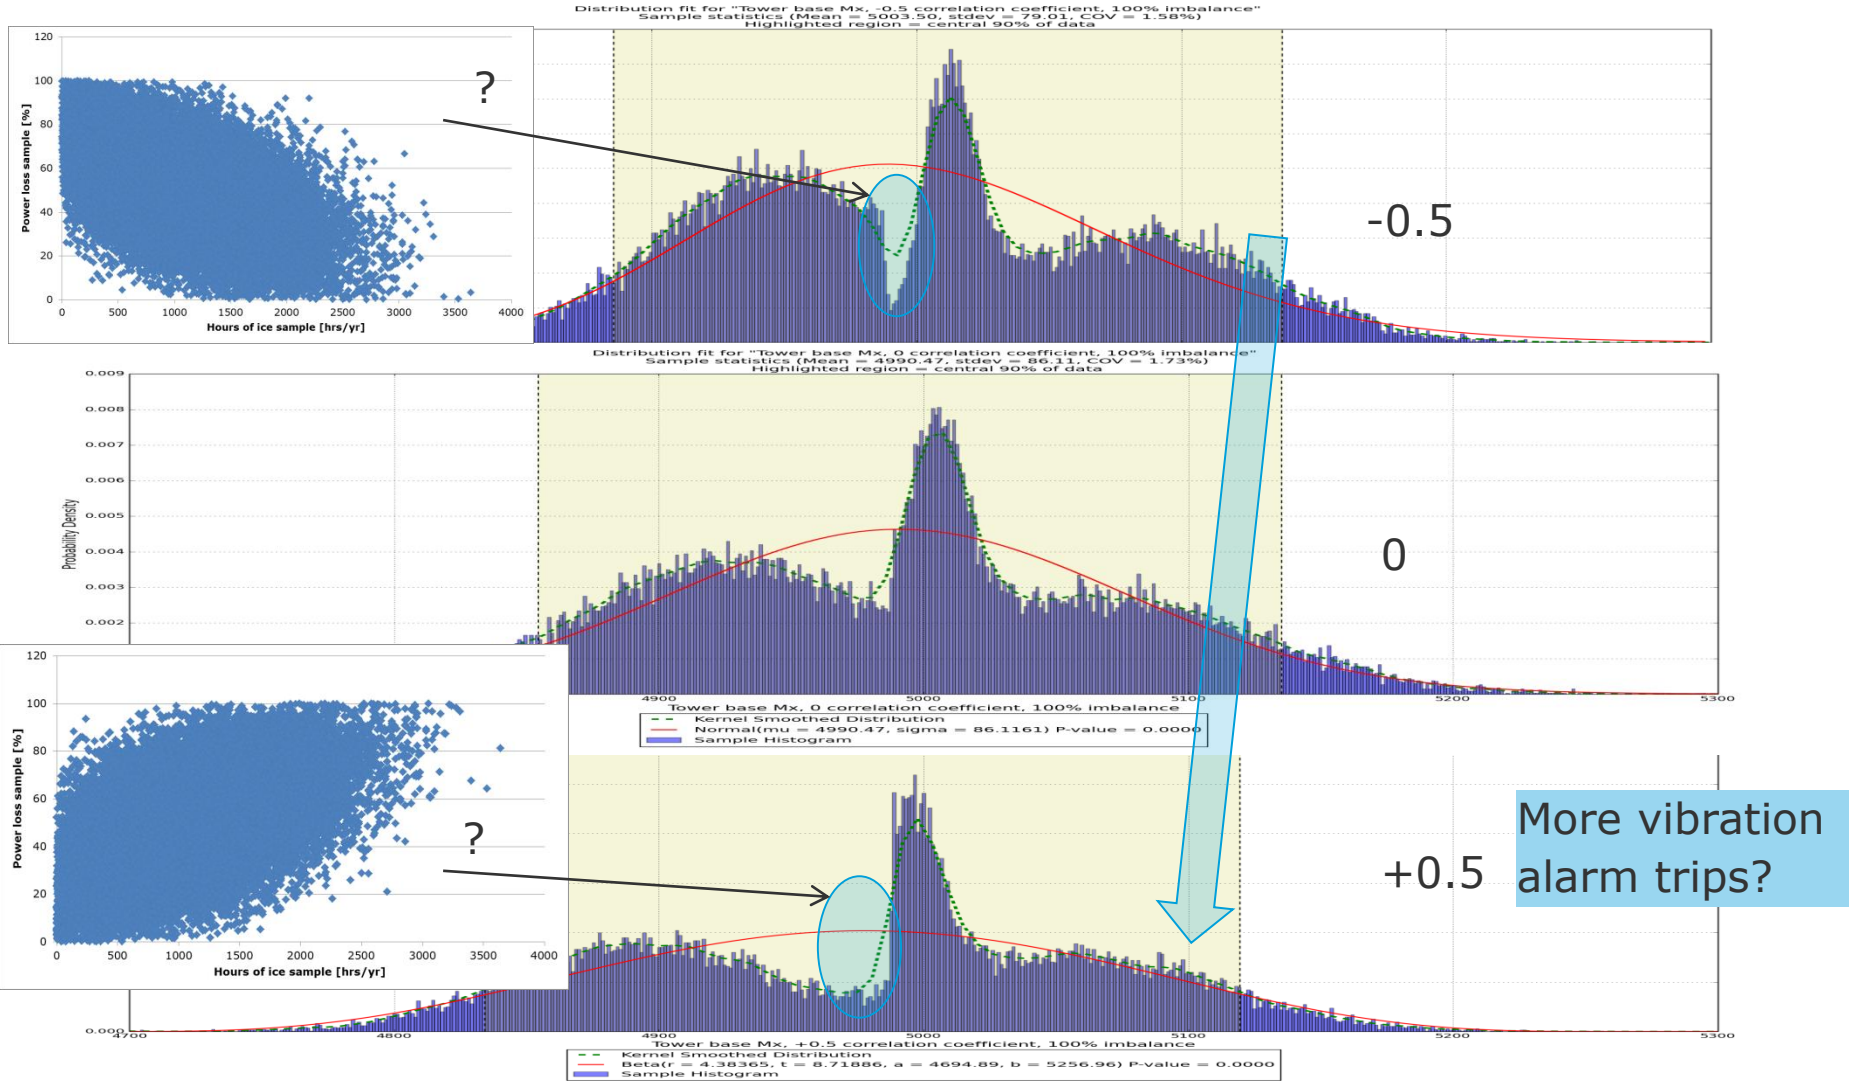 Distribution fit for "Tower base Mx, -0.5 correlation coefficient, 100% imbalance"
Sample statistics (Mean = 5003.50, stdev = 79.01, COV = 1.58%)
Highlighted region = central 90% of data
120
100
80
60
40
20
0
Power loss sample [%]
0 500 1000 1500 2000 2500 3000 3500 4000
Hours of ice sample [hrs/yr]
?
-0.5
Distribution fit for "Tower base Mx, 0 correlation coefficient, 100% imbalance"
Sample statistics (Mean = 4990.47, stdev = 86.11, COV = 1.73%)
Highlighted region = central 90% of data
0.009
0.008
0.007
0.006
0.005
0.004
0.003
0.002
Probability Density
0
4900 5000 5100 5200 5300
Tower base Mx, 0 correlation coefficient, 100% imbalance
Kernel Smoothed Distribution
Normal(mu = 4990.47, sigma = 86.1161) P-value = 0.0000
Sample Histogram
120
100
80
60
40
20
0
Power loss sample [%]
0 500 1000 1500 2000 2500 3000 3500 4000
Hours of ice sample [hrs/yr]
?
+0.5
More vibration
alarm trips?
0.000
4700 4800 4900 5000 5100 5200 5300
Tower base Mx, +0.5 correlation coefficient, 100% imbalance
Kernel Smoothed Distribution
Beta(r = 4.38365, t = 8.71886, a = 4694.89, b = 5256.96) P-value = 0.0000
Sample Histogram